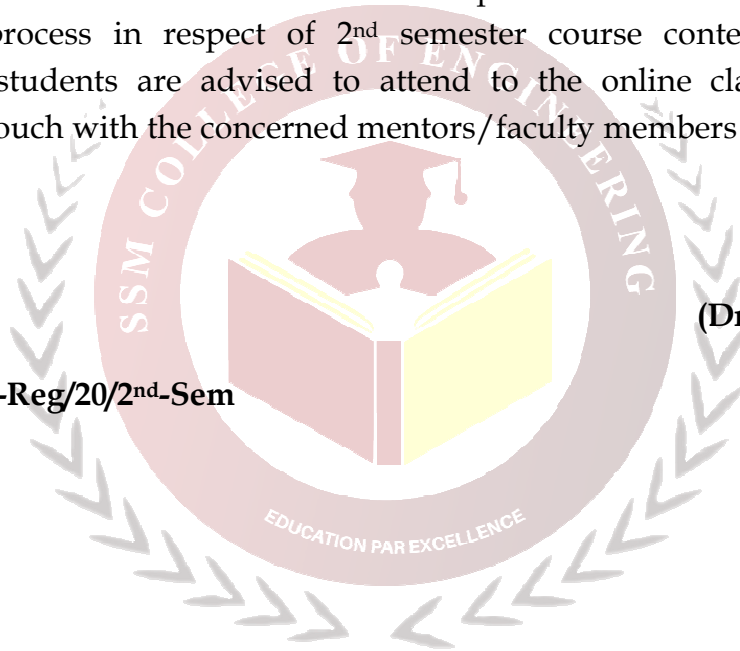 process in respect of 2nd semester course conte
students are advised to attend to the online cla
ouch with the concerned mentors/faculty members
SSM COLLEGE OF ENGINEERING
(Dr
-Reg/20/2nd-Sem
EDUCATION PAR EXCELLENCE